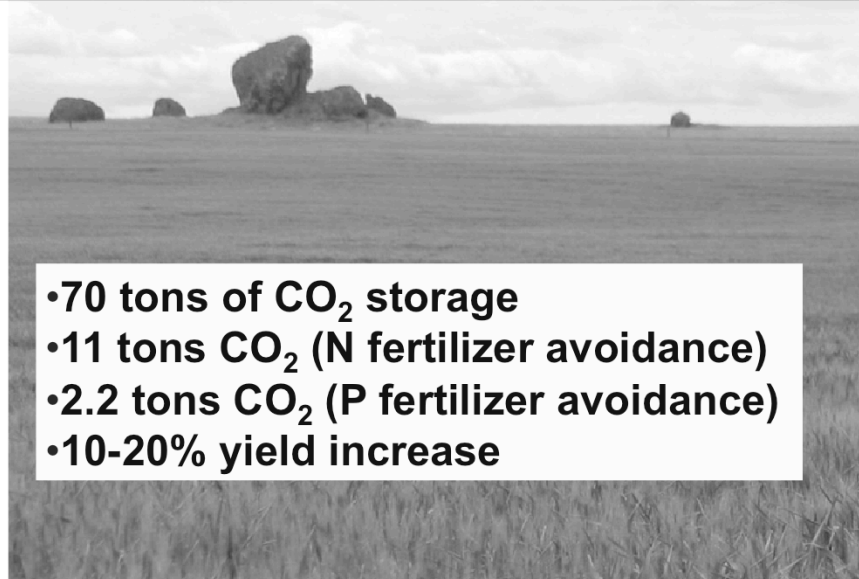 •70 tons of CO₂ storage
•11 tons CO₂ (N fertilizer avoidance)
•2.2 tons CO₂ (P fertilizer avoidance)
•10-20% yield increase